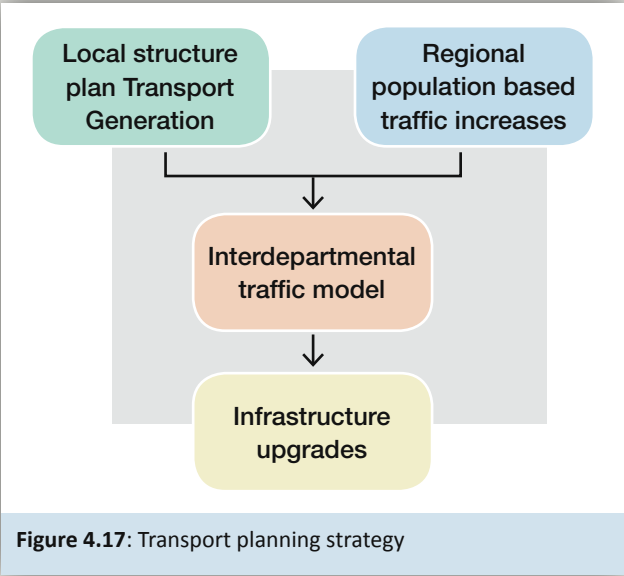 Local structure
plan Transport
Generation
Regional
population based
traffic increases
Interdepartmental
traffic model
Infrastructure
upgrades
Figure 4.17: Transport planning strategy